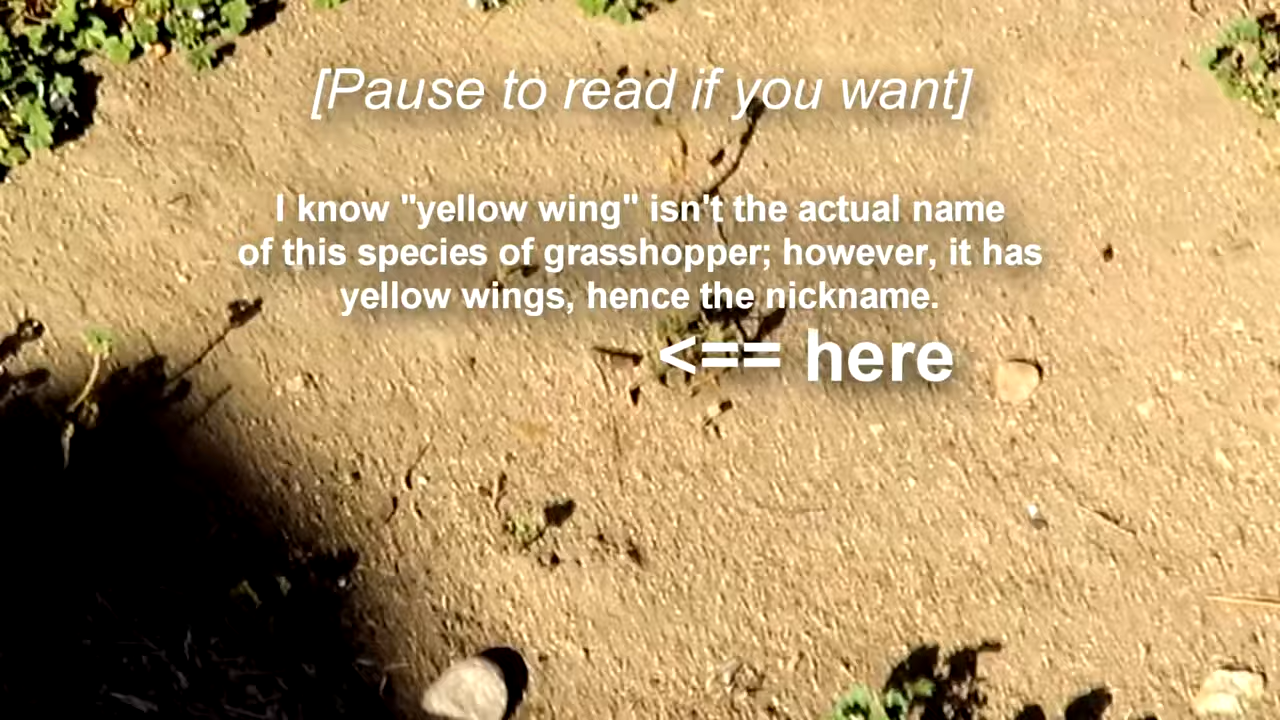 [Pause to read if you want]
I know "yellow wing" isn't the actual name
of this species of grasshopper; however, it has
yellow wings, hence the nickname.
<== here